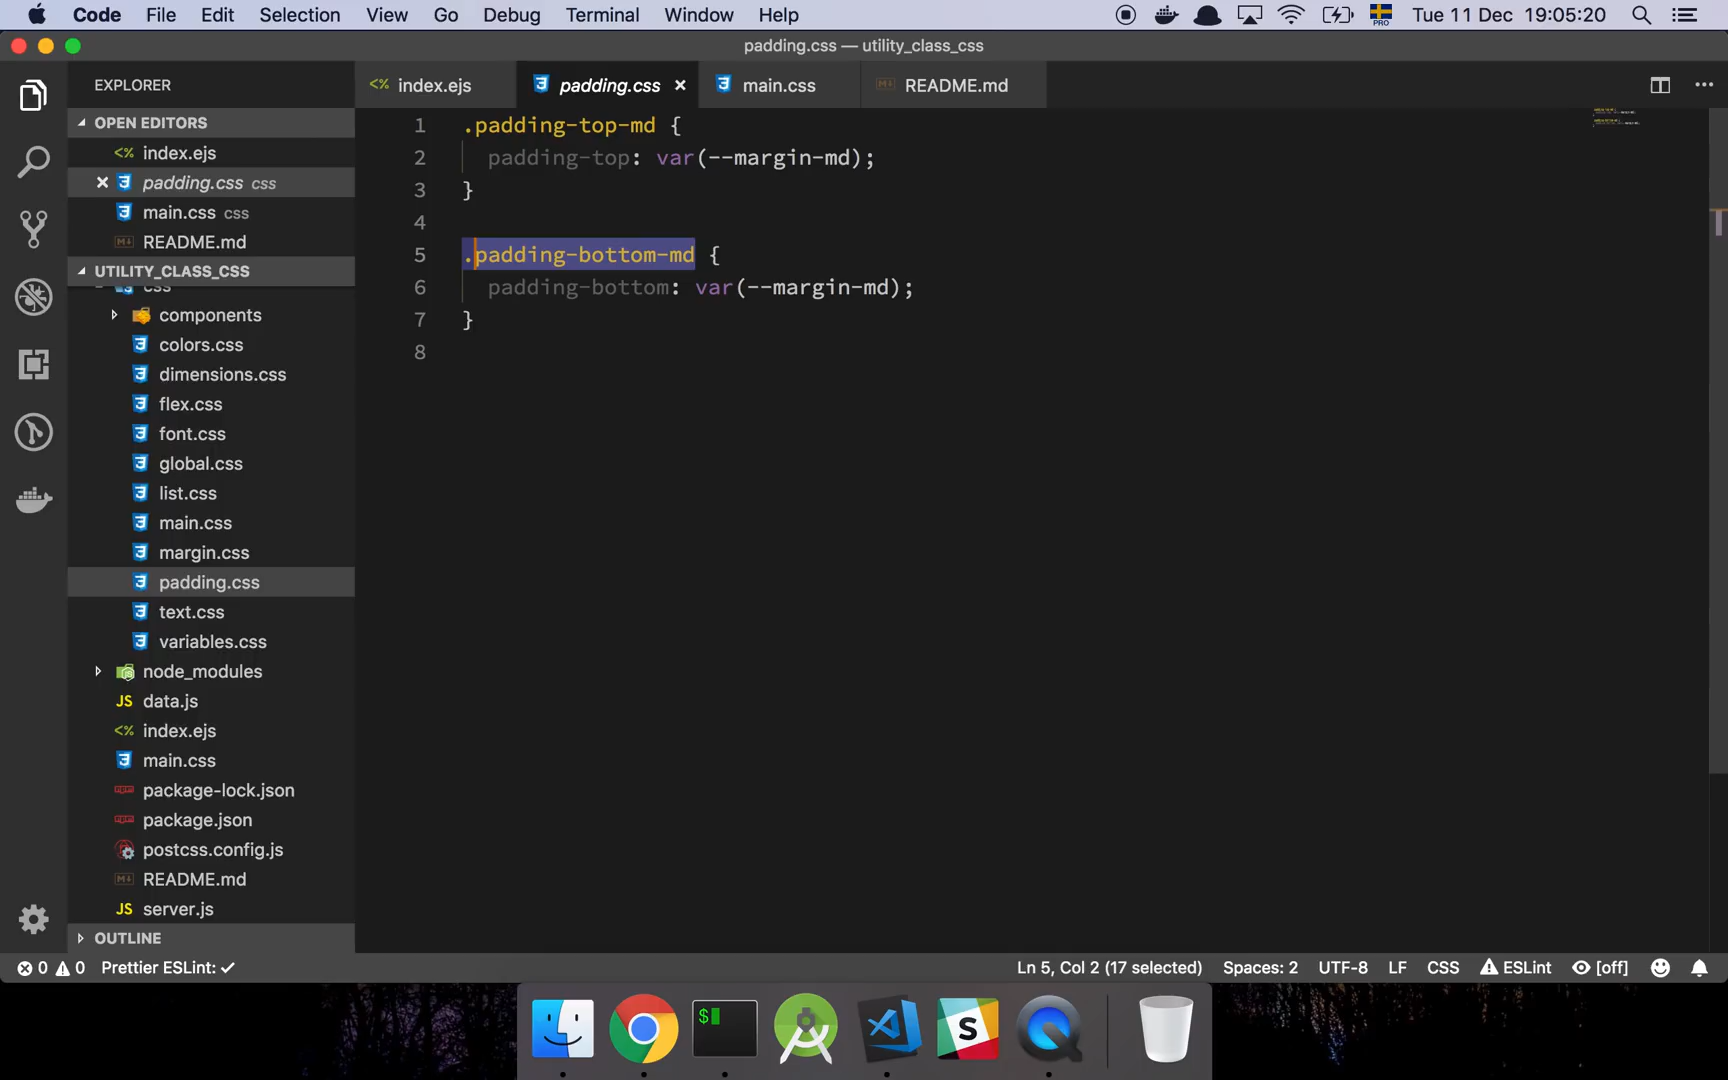 Code File Edit Selection View Go Debug Terminal Window Help PRO Tue 11 Dec 19:05:20
padding.css — utility_class_css
EXPLORER
index.ejs padding.css main.css README.md
OPEN EDITORS
index.ejs
padding.css css
main.css css
README.md
UTILITY_CLASS_CSS
css
components
colors.css
dimensions.css
flex.css
font.css
global.css
list.css
main.css
margin.css
padding.css
text.css
variables.css
node_modules
JS data.js
index.ejs
main.css
package-lock.json
package.json
postcss.config.js
README.md
JS server.js
OUTLINE
1 .padding-top-md {
2 padding-top: var(--margin-md);
3 }
4
5 .padding-bottom-md {
6 padding-bottom: var(--margin-md);
7 }
8
0 0 Prettier ESLint: ✓ Ln 5, Col 2 (17 selected) Spaces: 2 UTF-8 LF CSS ESLint [off]
$
S